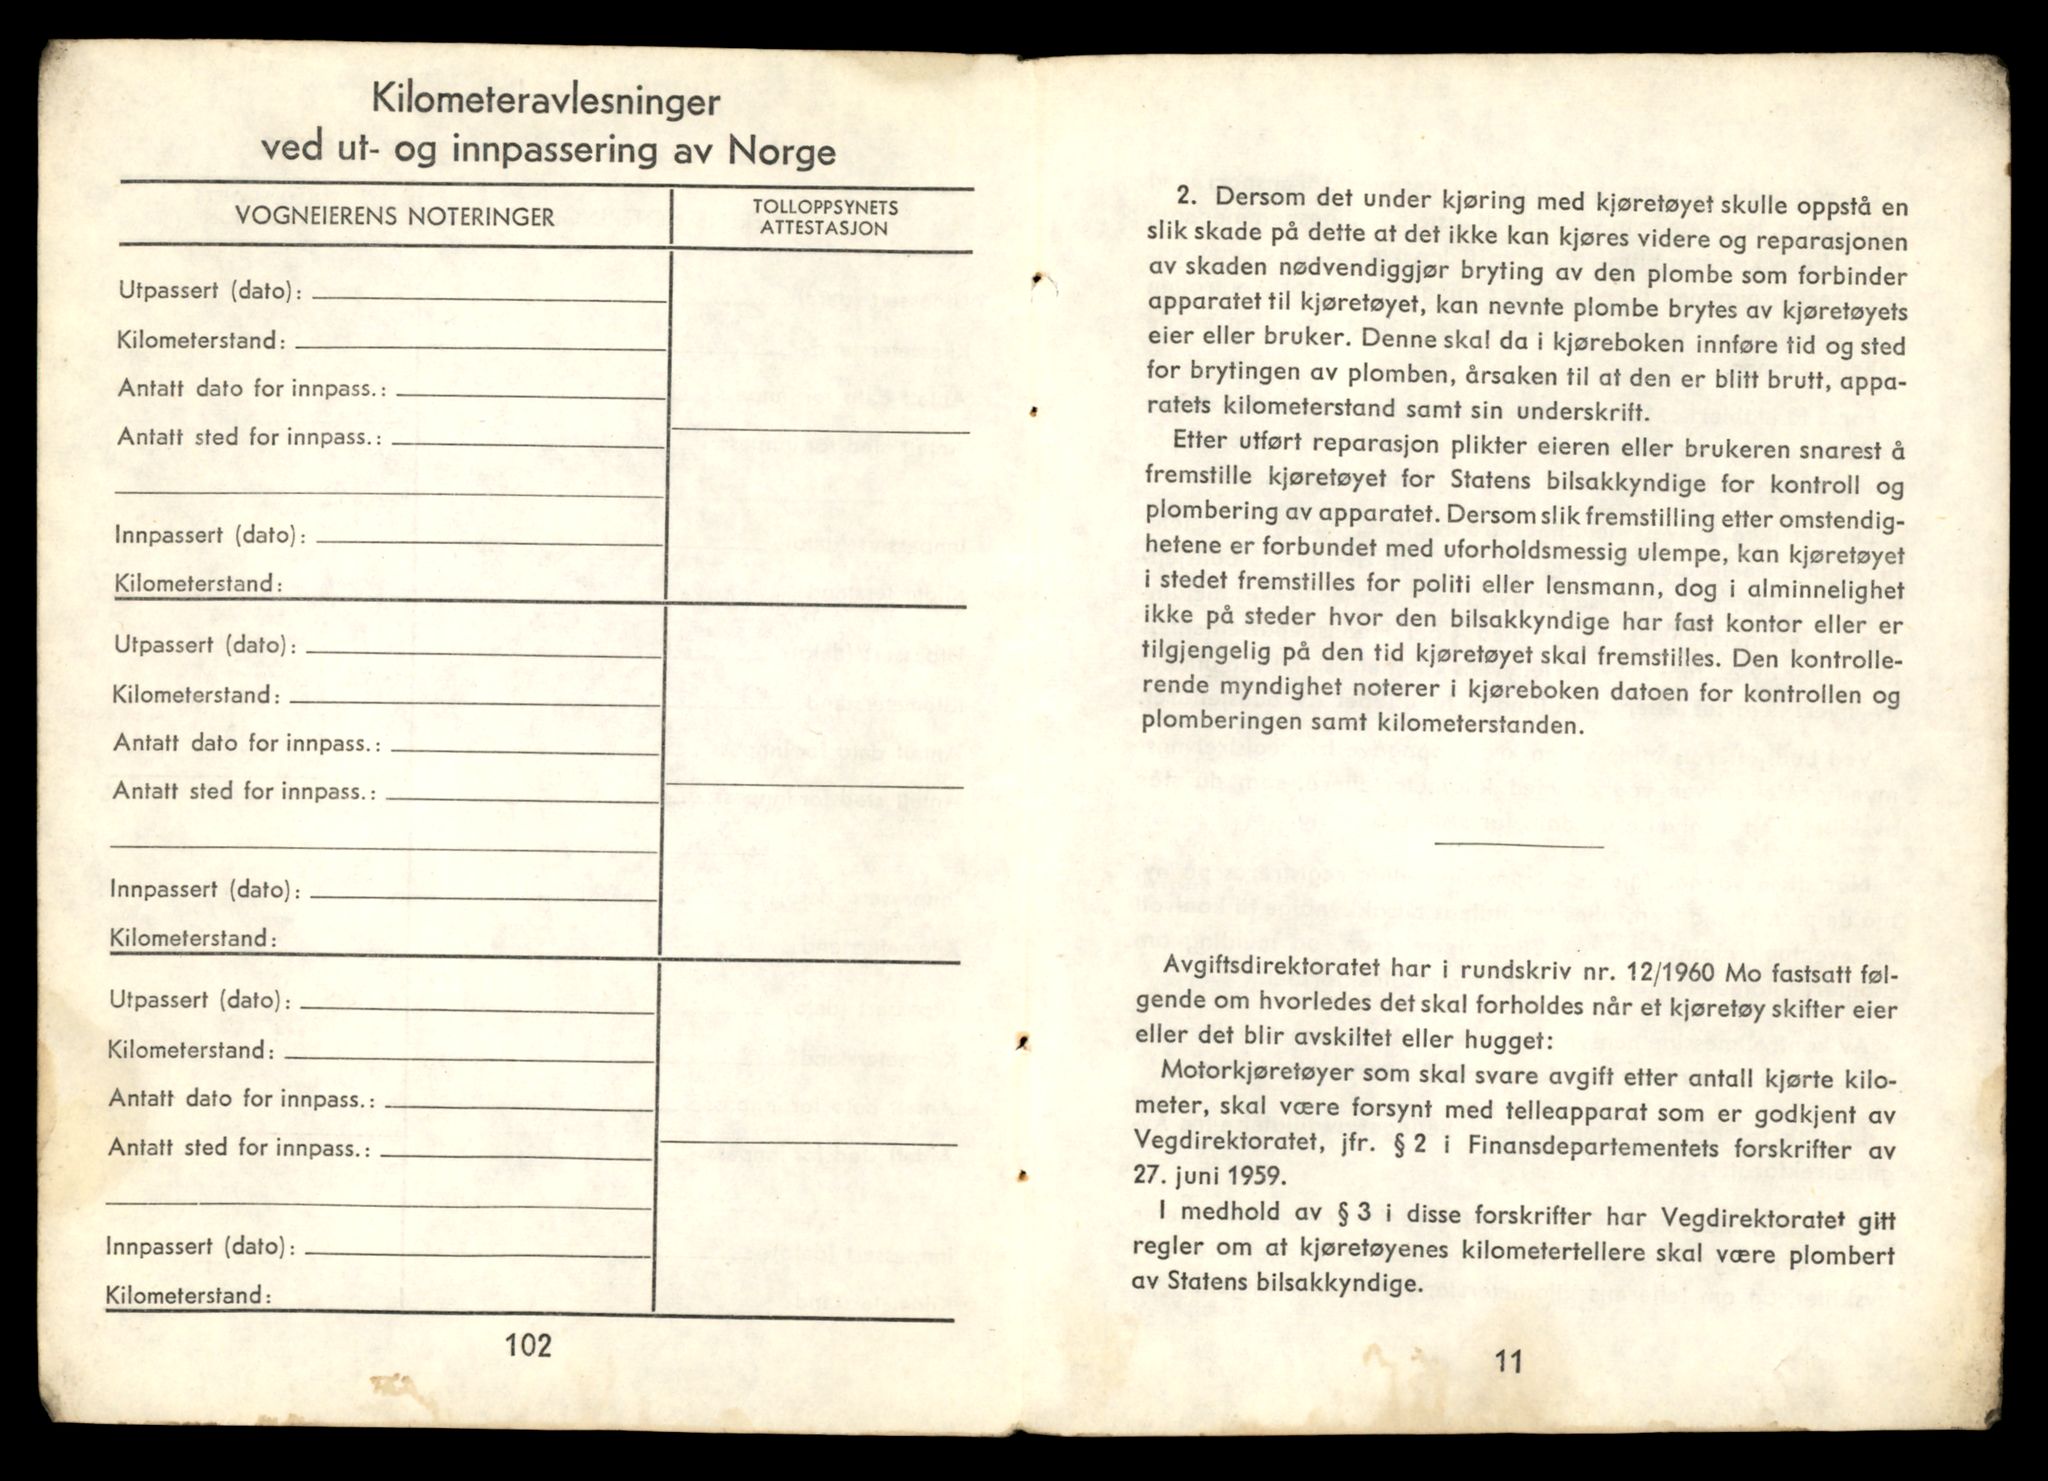 Kilometeravlesninger
ved ut- og innpassering av Norge
VOGNEIERENS NOTERINGER
TOLLOPPSYNETS
ATTESTASJON
Utpassert (dato):
Kilometerstand:
Antatt dato for innpass.:
Antatt sted for innpass.:
Innpassert (dato):
Kilometerstand:
Utpassert (dato):
Kilometerstand:
Antatt dato for innpass.:
Antatt sted for innpass.:
Innpassert (dato):
Kilometerstand:
Utpassert (dato):
Kilometerstand:
Antatt dato for innpass.:
Antatt sted for innpass.:
Innpassert (dato):
Kilometerstand:
102
2. Dersom det under kjøring med kjøretøyet skulle oppstå en
slik skade på dette at det ikke kan kjøres videre og reparasjonen
av skaden nødvendiggjør bryting av den plombe som forbinder
apparatet til kjøretøyet, kan nevnte plombe brytes av kjøretøyets
eier eller bruker. Denne skal da i kjøreboken innføre tid og sted
for brytingen av plomben, årsaken til at den er blitt brutt, appa-
ratets kilometerstand samt sin underskrift.
Etter utført reparasjon plikter eieren eller brukeren snarest å
fremstille kjøretøyet for Statens bilsakkyndige for kontroll og
plombering av apparatet. Dersom slik fremstilling etter omstendig-
hetene er forbundet med uforholdsmessig ulempe, kan kjøretøyet
i stedet fremstilles for politi eller lensmann, dog i alminnelighet
ikke på steder hvor den bilsakkyndige har fast kontor eller er
tilgjengelig på den tid kjøretøyet skal fremstilles. Den kontrolle-
rende myndighet noterer i kjøreboken datoen for kontrollen og
plomberingen samt kilometerstanden.
Avgiftsdirektoratet har i rundskriv nr. 12/1960 Mo fastsatt føl-
gende om hvorledes det skal forholdes når et kjøretøy skifter eier
eller det blir avskiltet eller hugget:
Motorkjøretøyer som skal svare avgift etter antall kjørte kilo-
meter, skal være forsynt med telleapparat som er godkjent av
Vegdirektoratet, jfr. § 2 i Finansdepartementets forskrifter av
27. juni 1959.
I medhold av § 3 i disse forskrifter har Vegdirektoratet gitt
regler om at kjøretøyenes kilometertellere skal være plombert
av Statens bilsakkyndige.
11